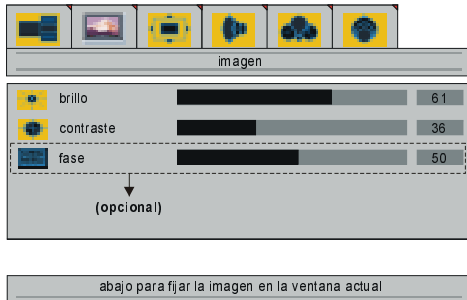 imagen
brillo 61
contraste 36
fase 50
(opcional)
abajo para fijar la imagen en la ventana actual